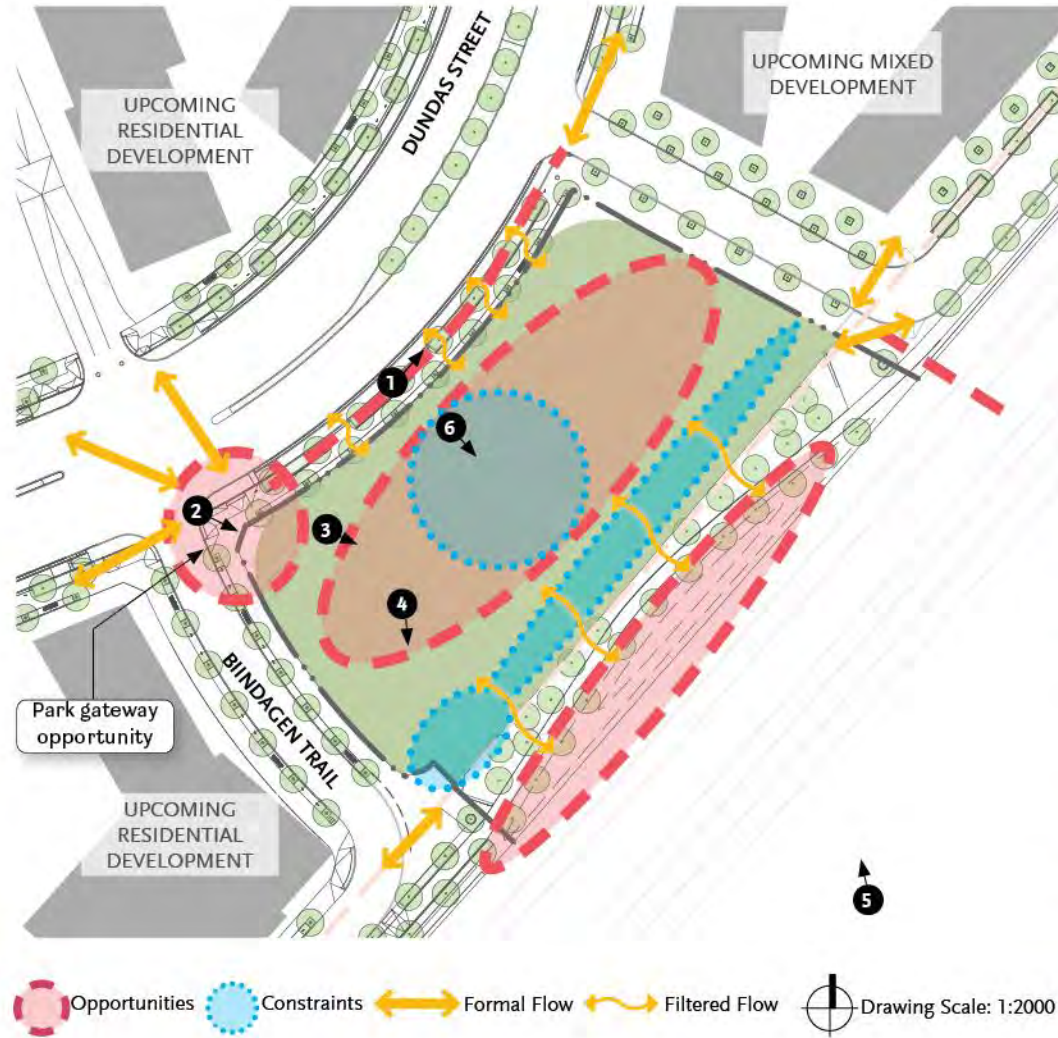 UPCOMING
RESIDENTIAL
DEVELOPMENT
DUNDAS STREET
UPCOMING MIXED
DEVELOPMENT
1
6
2
3
4
BIINDAGEN TRAIL
Park gateway
opportunity
UPCOMING
RESIDENTIAL
DEVELOPMENT
5
Opportunities
Constraints
Formal Flow
Filtered Flow
Drawing Scale: 1:2000